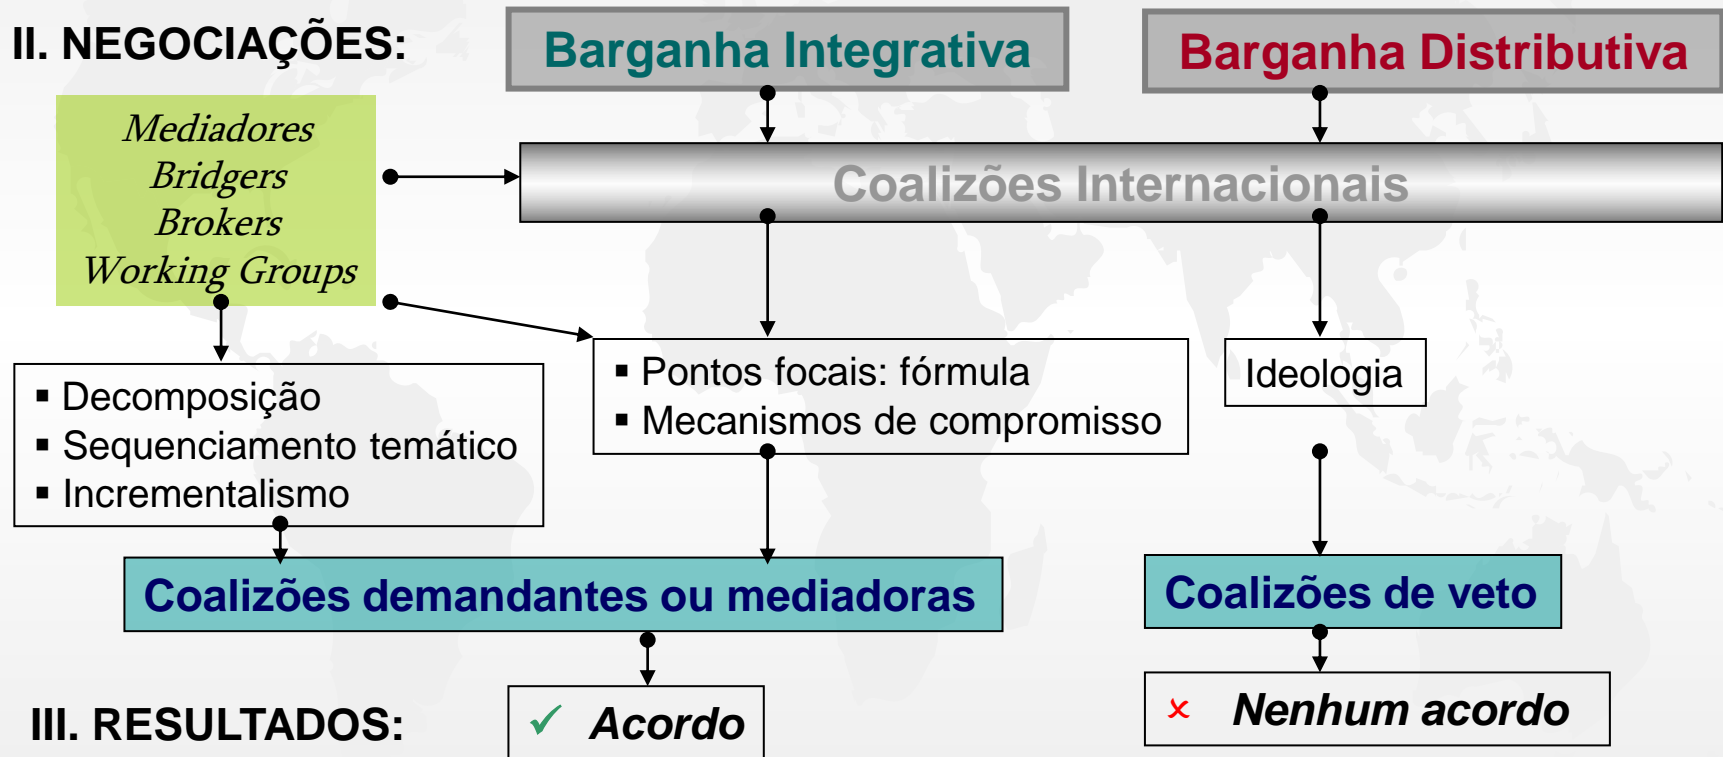 II. NEGOCIAÇÕES:
Barganha Integrativa
Barganha Distributiva
Mediadores
Bridgers
Brokers
Working Groups
Coalizões Internacionais
▪ Decomposição
▪ Sequenciamento temático
▪ Incrementalismo
▪ Pontos focais: fórmula
▪ Mecanismos de compromisso
Ideologia
Coalizões demandantes ou mediadoras
Coalizões de veto
III. RESULTADOS:
✓ Acordo
× Nenhum acordo